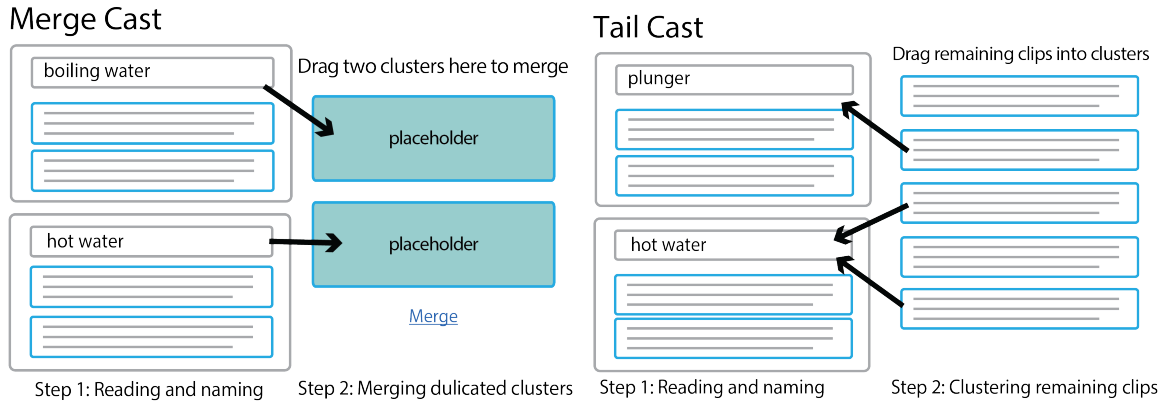 Merge Cast
boiling water
Drag two clusters here to merge
placeholder
hot water
placeholder
Merge
Step 1: Reading and naming
Step 2: Merging dulicated clusters
Tail Cast
plunger
Drag remaining clips into clusters
hot water
Step 1: Reading and naming
Step 2: Clustering remaining clips